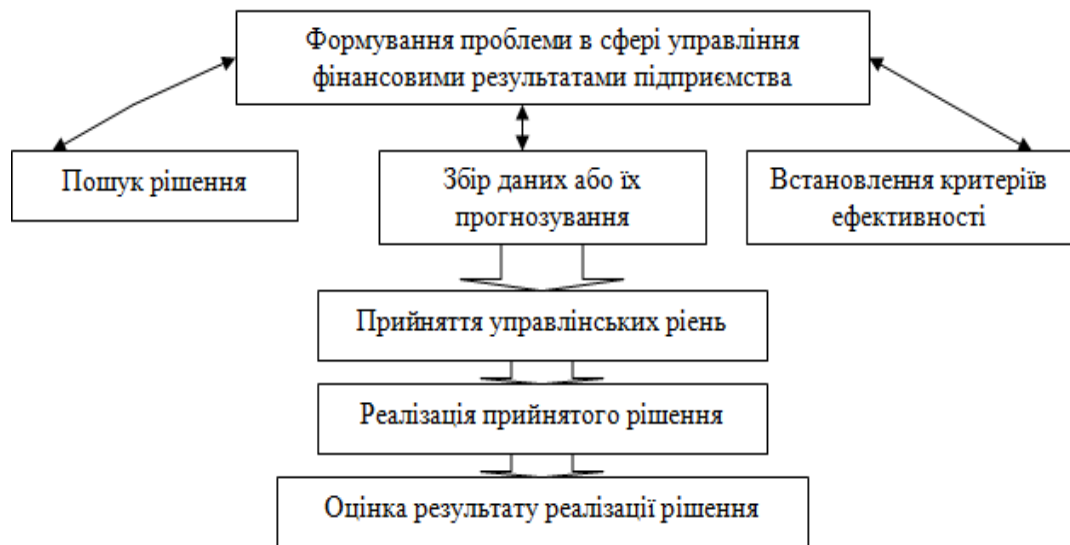 Формування проблеми в сфері управління
фінансовими результатами підприємства
Пошук рішення
Збір даних або їх
прогнозування
Встановлення критеріїв
ефективності
Прийняття управлінських ріень
Реалізація прийнятого рішення
Оцінка результату реалізації рішення